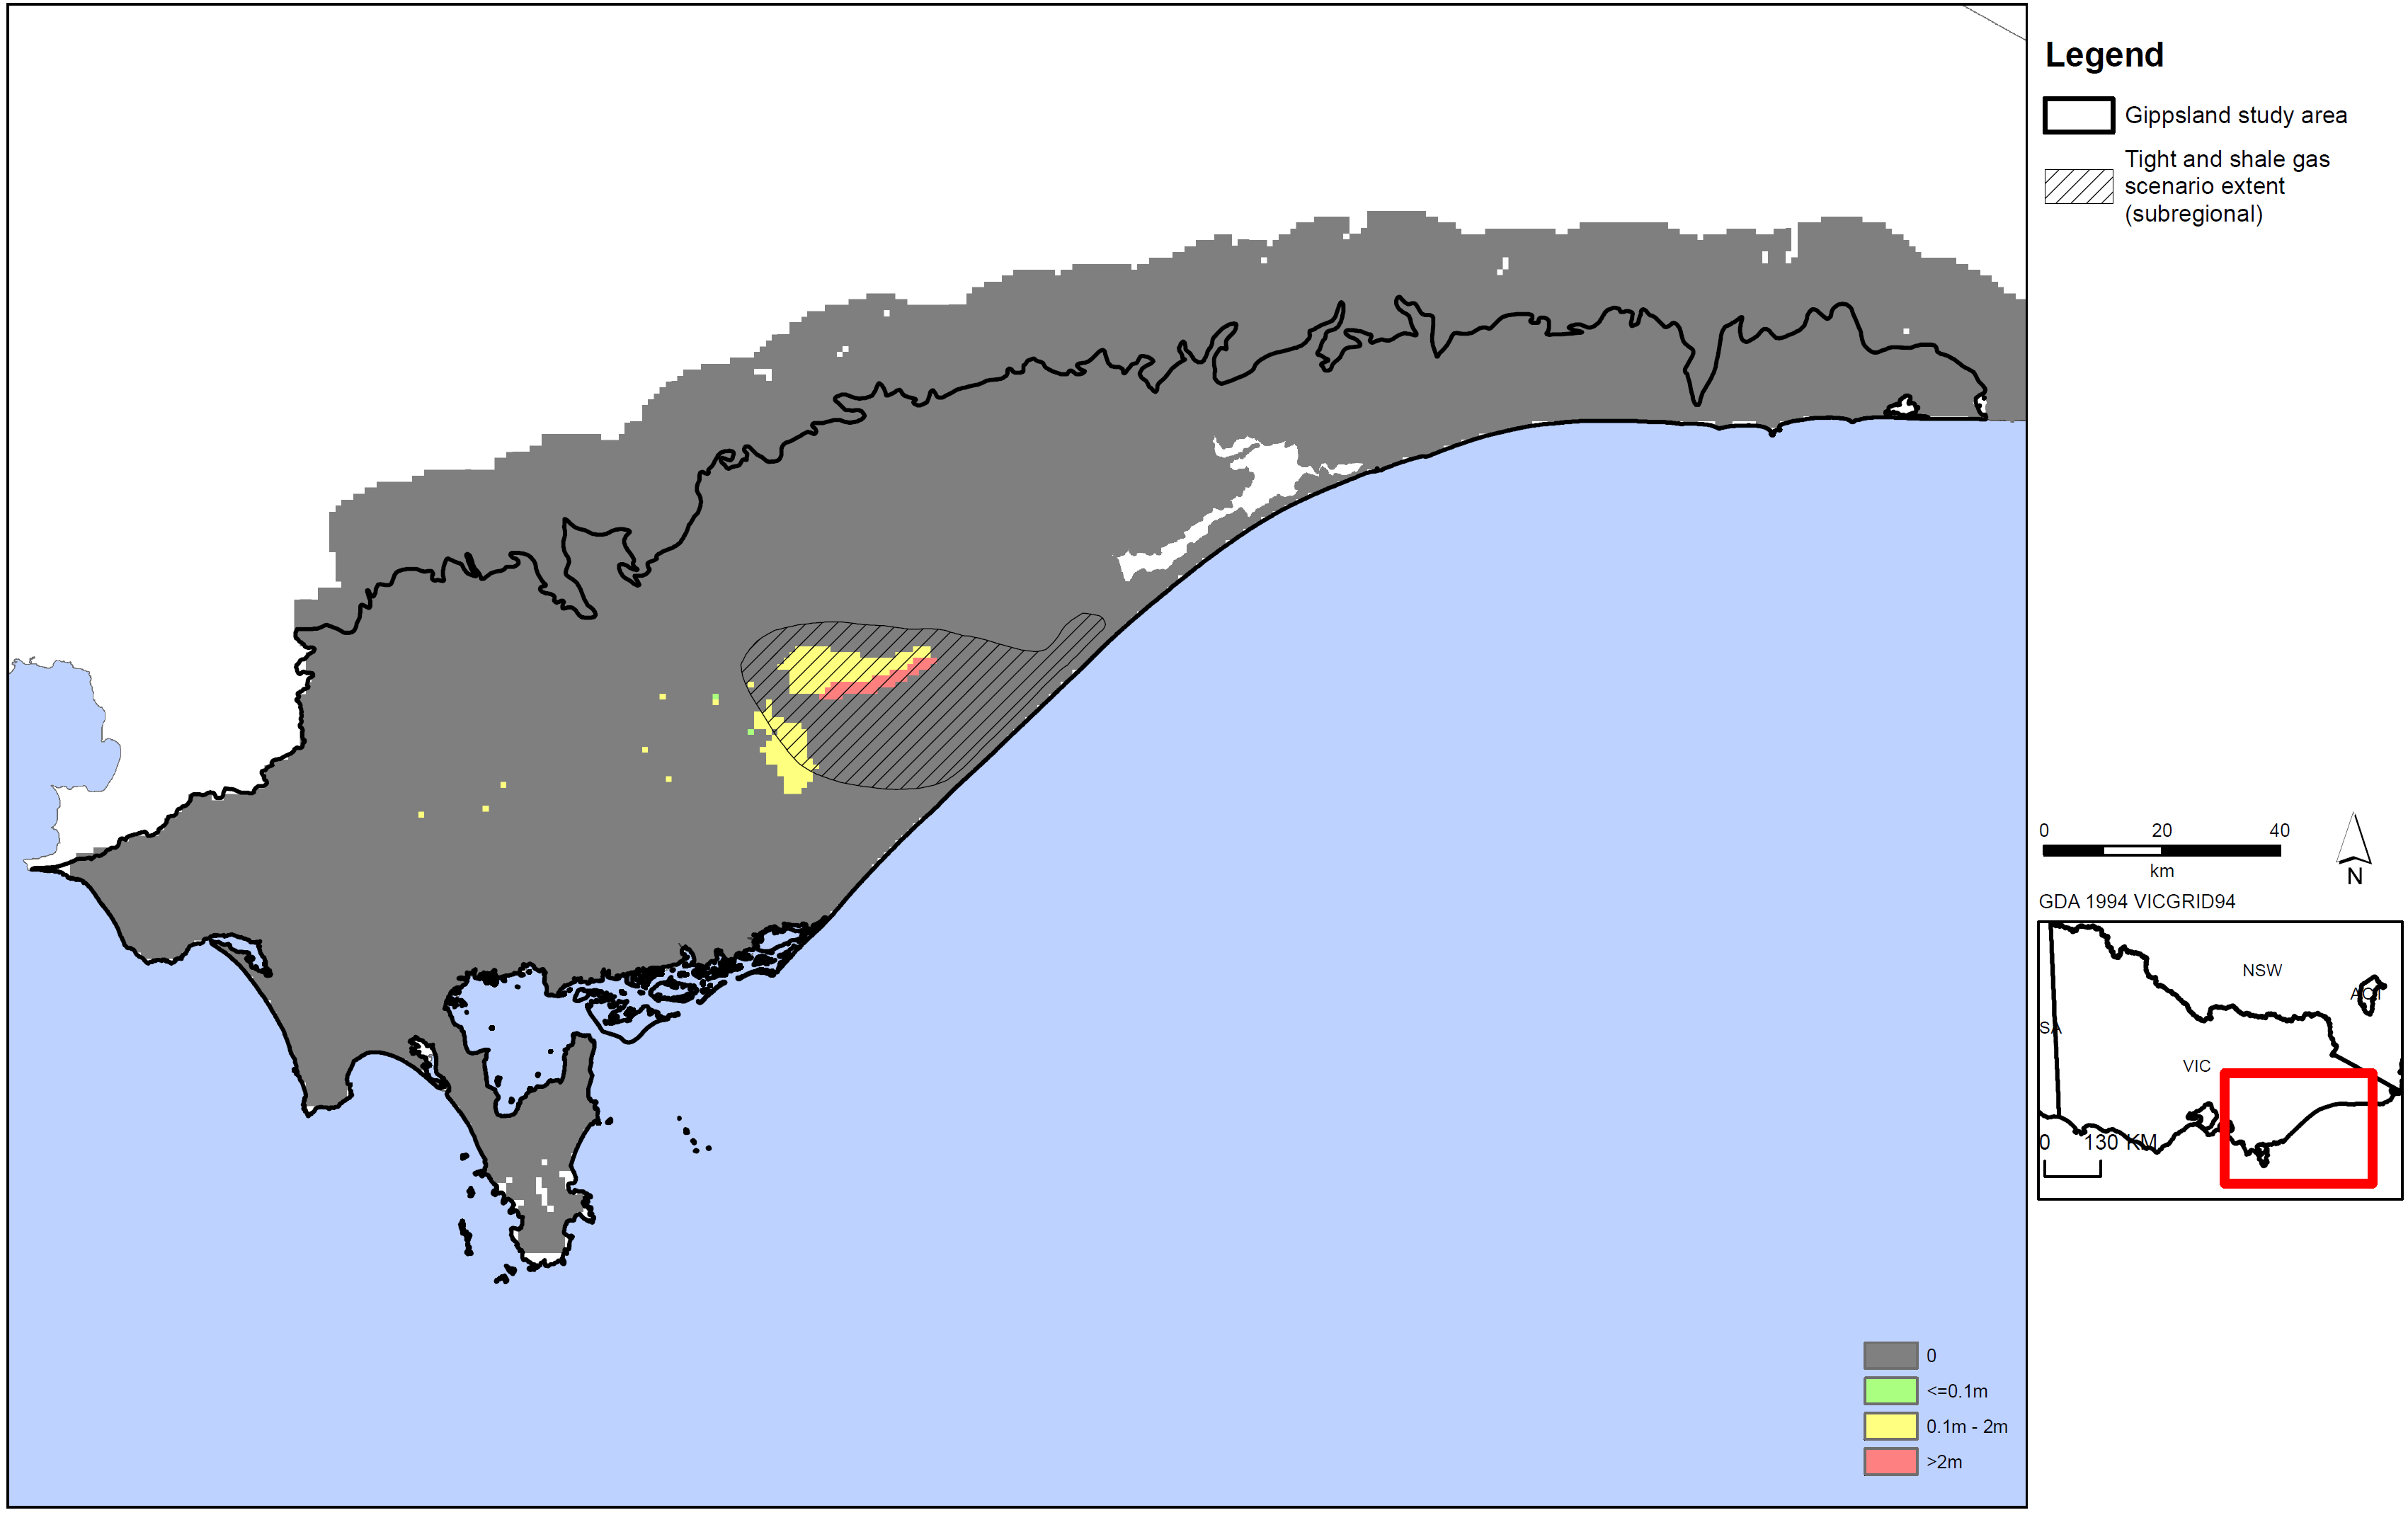 Legend
Gippsland study area
Tight and shale gas
scenario extent
(subregional)
0 20 40
km
N
GDA 1994 VICGRID94
NSW
ACT
SA
VIC
0 130 KM
0
<=0.1m
0.1m - 2m
>2m